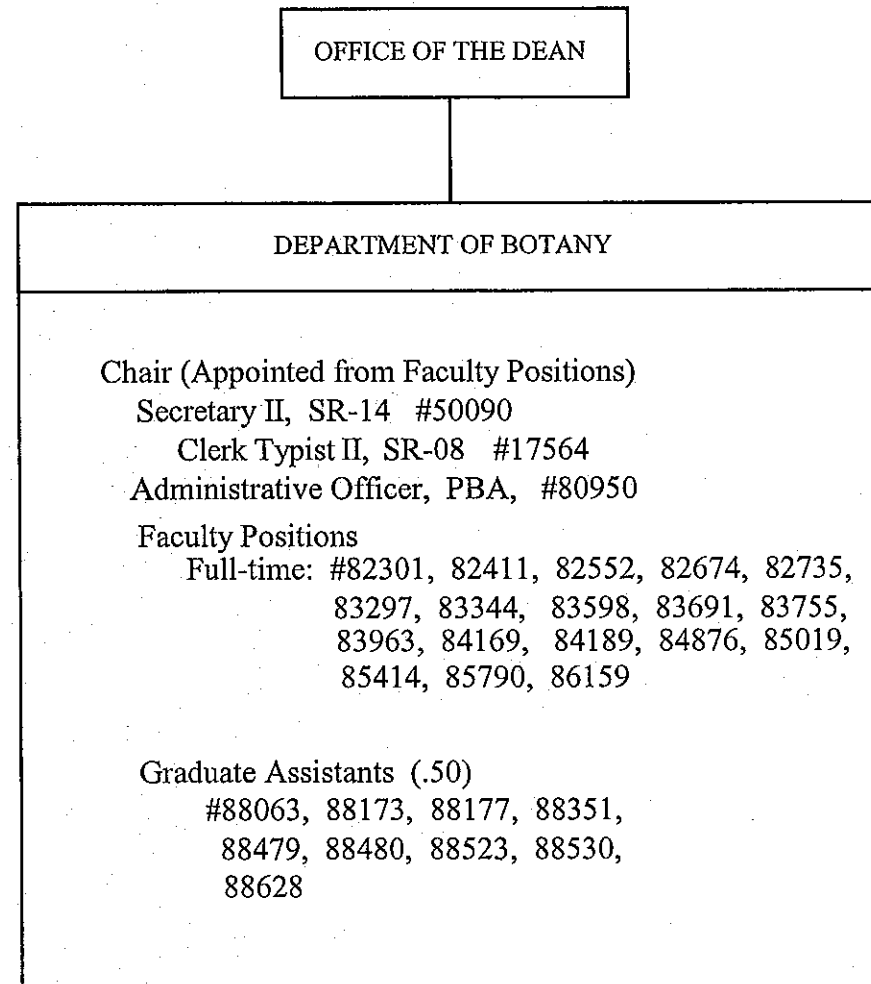 OFFICE OF THE DEAN
DEPARTMENT OF BOTANY
Chair (Appointed from Faculty Positions)
Secretary II, SR-14 #50090
Clerk Typist II, SR-08 #17564
Administrative Officer, PBA, #80950
Faculty Positions
Full-time: #82301, 82411, 82552, 82674, 82735,
83297, 83344, 83598, 83691, 83755,
83963, 84169, 84189, 84876, 85019,
85414, 85790, 86159
Graduate Assistants (.50)
#88063, 88173, 88177, 88351,
88479, 88480, 88523, 88530,
88628